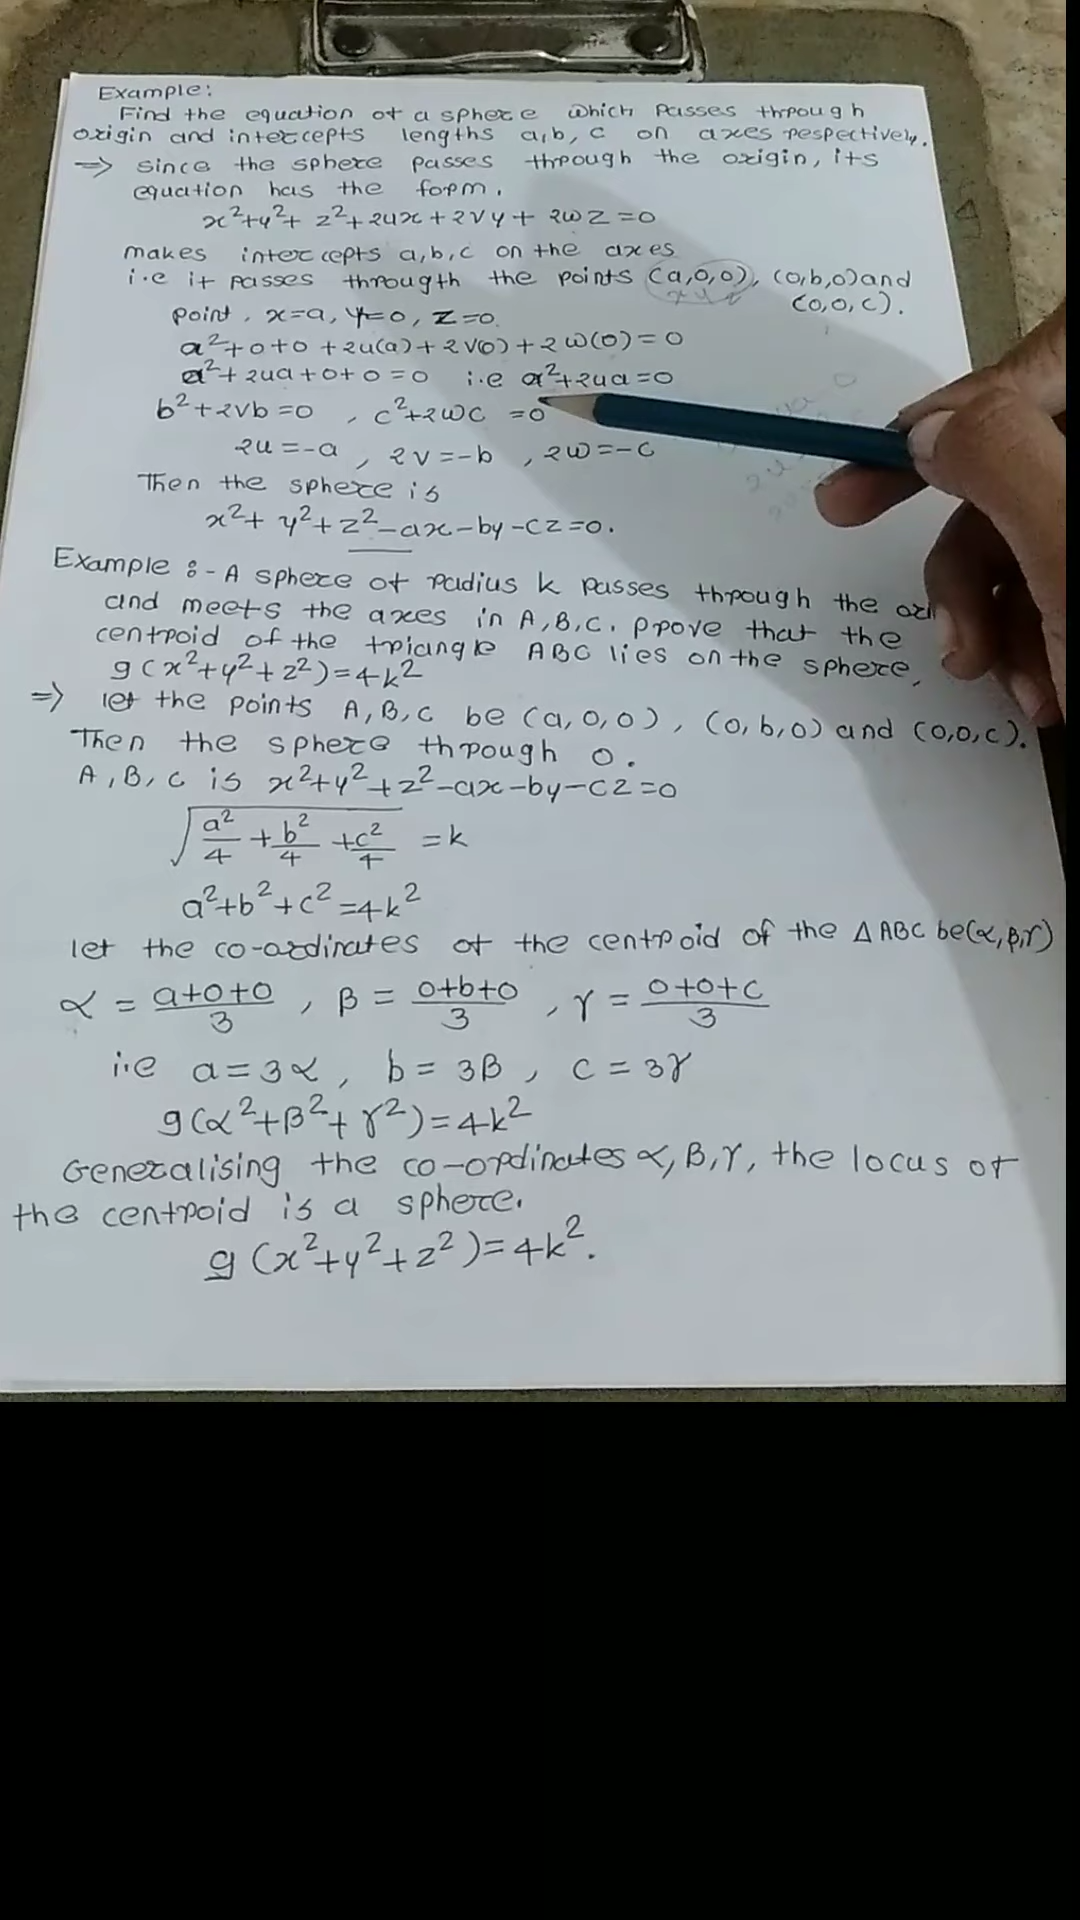 Example:
Find the equation of a sphere which passes through
origin and intercepts lengths a,b,c on axes respectively.
⇒ since the sphere passes through the origin, its
equation has the form.
x²+y²+z²+2ux+2vy+2wz=0
makes intercepts a,b,c on the axes
i.e it passes througth the points (a,0,0), (0,b,0) and
(0,0,c).
point, x=a, y=0, z=0.
a²+0+0+2u(a)+2v(0)+2w(0)=0
a²+2ua+0+0=0 i.e a²+2ua=0
b²+2vb=0, c²+2wc=0
2u=-a, 2v=-b, 2w=-c
Then the sphere is
x²+y²+z²-ax-by-cz=0.
Example :- A sphere of radius k passes through the
and meets the axes in A,B,C. prove that the
centroid of the triangle ABC lies on the sphere,
9(x²+y²+z²)=4k²
⇒ let the points A,B,C be (a,0,0), (0,b,0) and (0,0,c).
Then the sphere through O.
A,B,C is x²+y²+z²-ax-by-cz=0
√(a²/4+b²/4+c²/4) = k
a²+b²+c²=4k²
let the co-ordinates of the centroid of the ΔABC be(α,β,γ)
α = (a+0+0)/3, β = (0+b+0)/3, γ = (0+0+c)/3
i.e a=3α, b=3β, c=3γ
9(α²+β²+γ²)=4k²
Generalising the co-ordinates α,β,γ, the locus of
the centroid is a sphere.
9(x²+y²+z²)=4k².